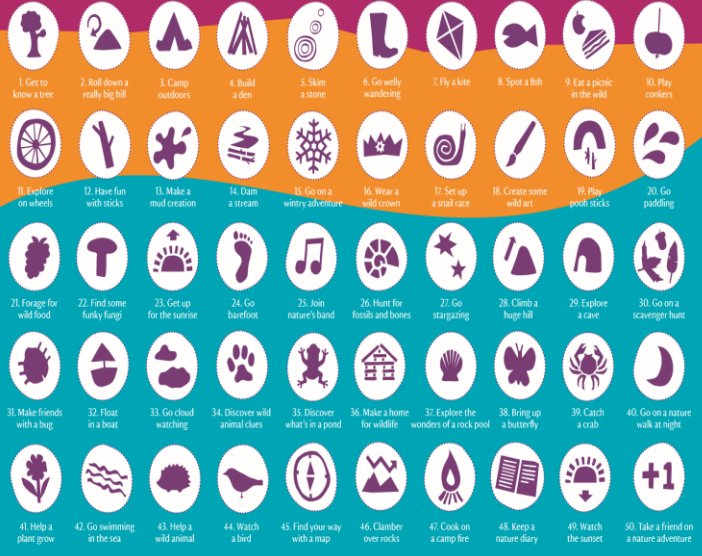 1. Get to
know a tree
2. Roll down a
really big hill
3. Camp
outdoors
4. Build
a den
5. Skim
a stone
6. Go welly
wandering
7. Fly a kite
8. Spot a fish
9. Eat a picnic
in the wild
10. Play
conkers
11. Explore
on wheels
12. Have fun
with sticks
13. Make a
mud creation
14. Dam
a stream
15. Go on a
wintry adventure
16. Wear a
wild crown
17. Set up
a snail race
18. Create some
wild art
19. Play
pooh sticks
20. Go
paddling
21. Forage for
wild food
22. Find some
funky fungi
23. Get up
for the sunrise
24. Go
barefoot
25. Join
nature's band
26. Hunt for
fossils and bones
27. Go
stargazing
28. Climb a
huge hill
29. Explore
a cave
30. Go on a
scavenger hunt
31. Make friends
with a bug
32. Float
in a boat
33. Go cloud
watching
34. Discover wild
animal clues
35. Discover
what's in a pond
36. Make a home
for wildlife
37. Explore the
wonders of a rock pool
38. Bring up
a butterfly
39. Catch
a crab
40. Go on a nature
walk at night
41. Help a
plant grow
42. Go swimming
in the sea
43. Help a
wild animal
44. Watch
a bird
45. Find your way
with a map
46. Clamber
over rocks
47. Cook on
a camp fire
48. Keep a
nature diary
49. Watch
the sunset
+1
50. Take a friend on
a nature adventure